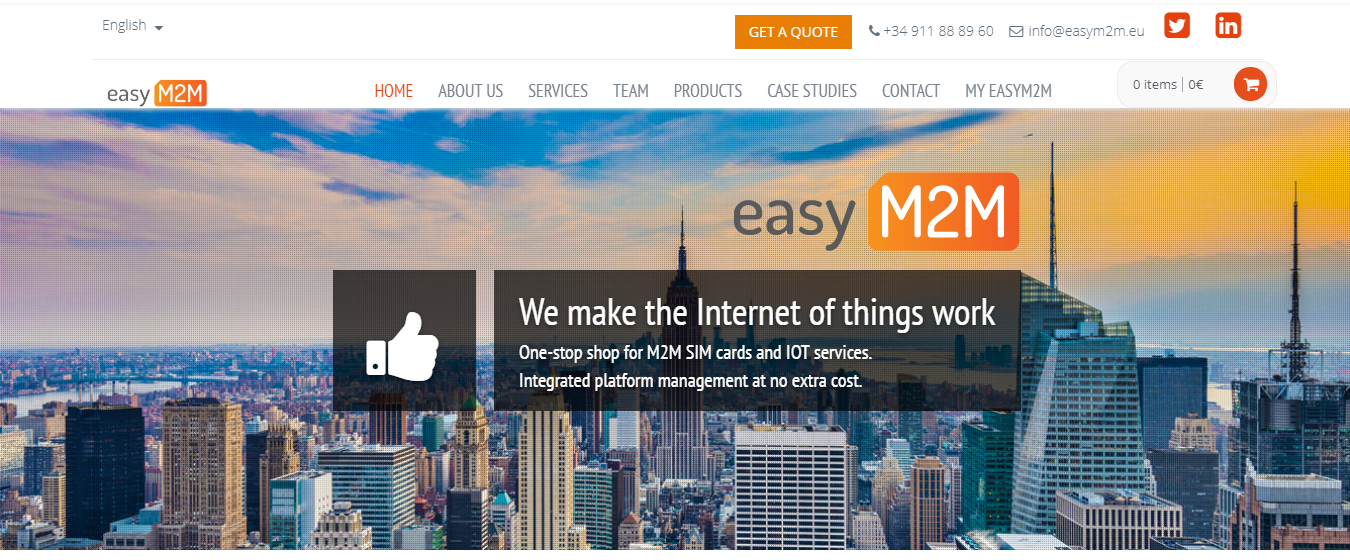 English
GET A QUOTE
+34 911 88 89 60
info@easym2m.eu
easy M2M
HOME
ABOUT US
SERVICES
TEAM
PRODUCTS
CASE STUDIES
CONTACT
MY EASYM2M
0 items | 0€
easy M2M
We make the Internet of things work
One-stop shop for M2M SIM cards and IOT services.
Integrated platform management at no extra cost.